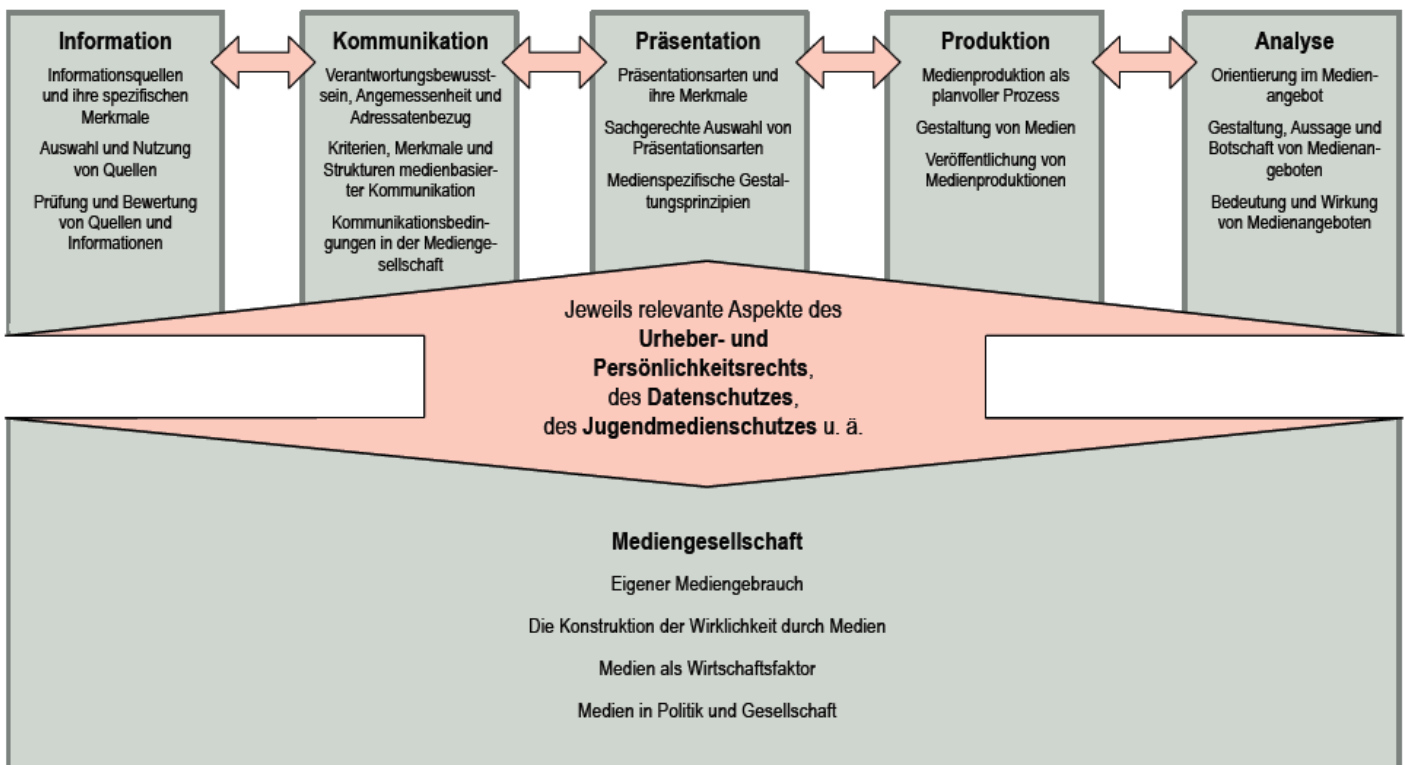 Information
Informationsquellen
und ihre spezifischen
Merkmale
Auswahl und Nutzung
von Quellen
Prüfung und Bewertung
von Quellen und
Informationen
Kommunikation
Verantwortungsbewusst-
sein, Angemessenheit und
Adressatenbezug
Kriterien, Merkmale und
Strukturen medienbasier-
ter Kommunikation
Kommunikationsbedin-
gungen in der Medienge-
sellschaft
Präsentation
Präsentationsarten und
ihre Merkmale
Sachgerechte Auswahl von
Präsentationsarten
Medienspezifische Gestal-
tungsprinzipien
Produktion
Medienproduktion als
planvoller Prozess
Gestaltung von Medien
Veröffentlichung von
Medienproduktionen
Analyse
Orientierung im Medien-
angebot
Gestaltung, Aussage und
Botschaft von Medienan-
geboten
Bedeutung und Wirkung
von Medienangeboten
Jeweils relevante Aspekte des
Urheber- und
Persönlichkeitsrechts,
des Datenschutzes,
des Jugendmedienschutzes u. ä.
Mediengesellschaft
Eigener Mediengebrauch
Die Konstruktion der Wirklichkeit durch Medien
Medien als Wirtschaftsfaktor
Medien in Politik und Gesellschaft